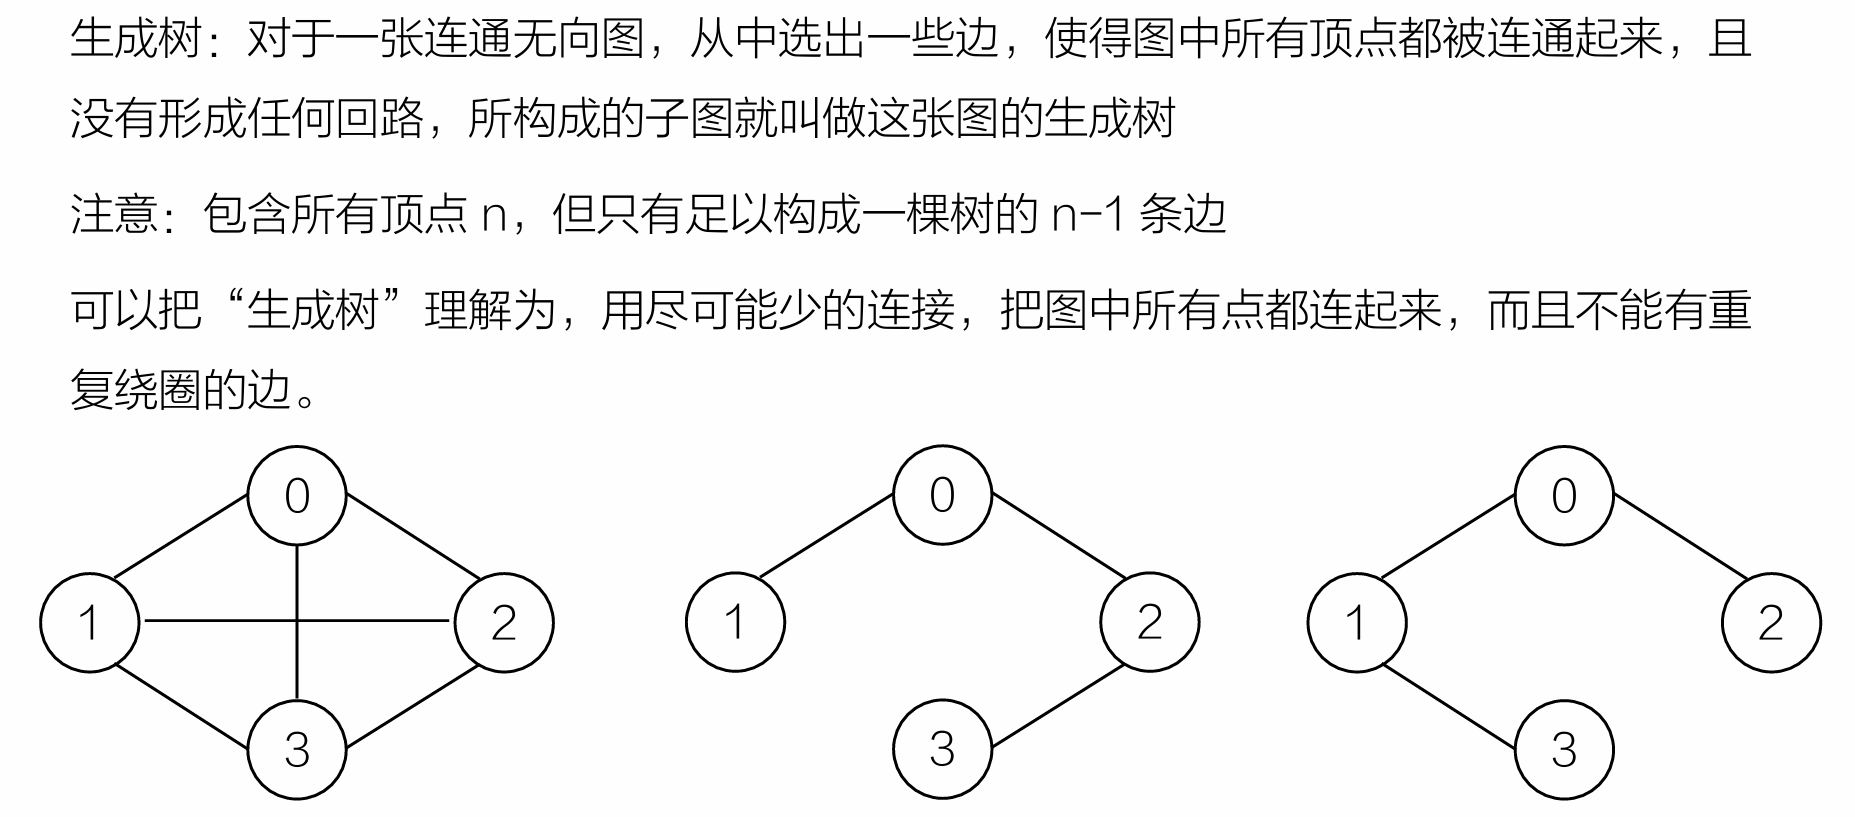 生成树：对于一张连通无向图，从中选出一些边，使得图中所有顶点都被连通起来，且
没有形成任何回路，所构成的子图就叫做这张图的生成树
注意：包含所有顶点 n，但只有足以构成一棵树的 n-1 条边
可以把“生成树”理解为，用尽可能少的连接，把图中所有点都连起来，而且不能有重
复绕圈的边。
0
1
2
3
0
1
2
3
0
1
2
3